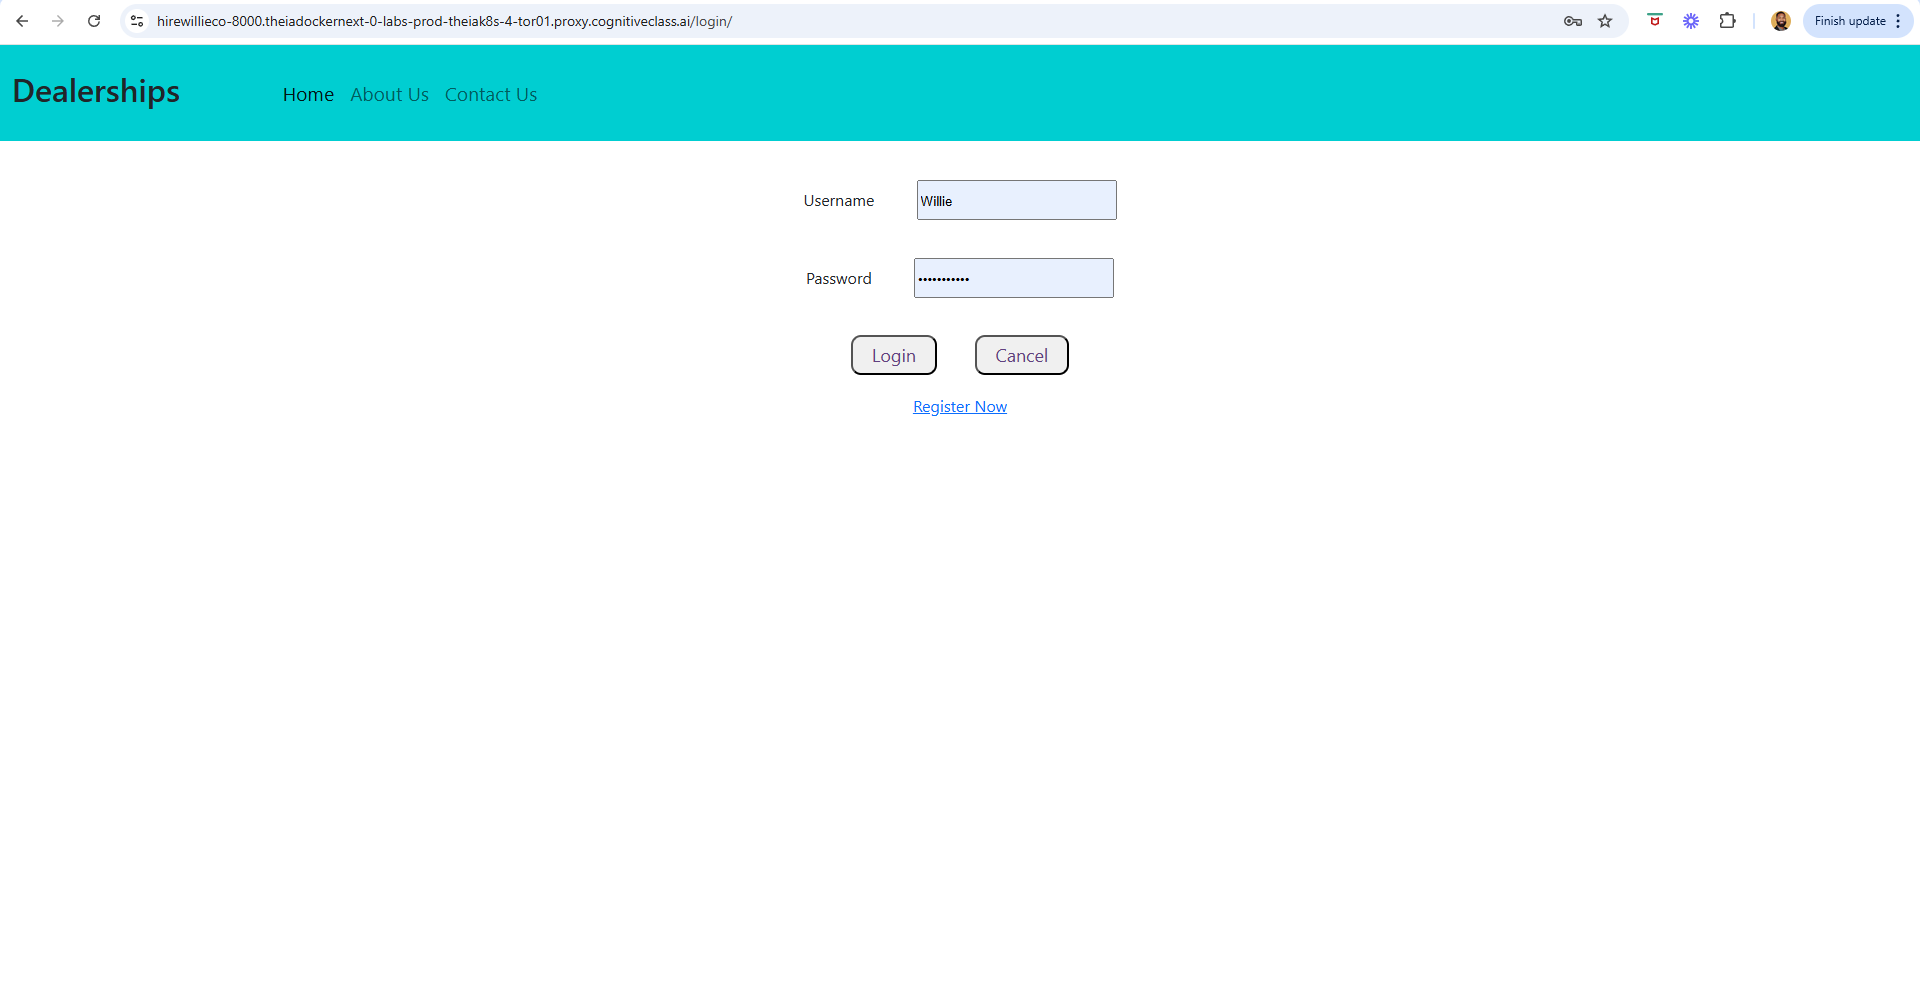 hirewillieco-8000.theiadockernext-0-labs-prod-theiak8s-4-tor01.proxy.cognitiveclass.ai/login/
Finish update
Dealerships
Home About Us Contact Us
Username Willie
Password •••••••••••
Login Cancel
Register Now